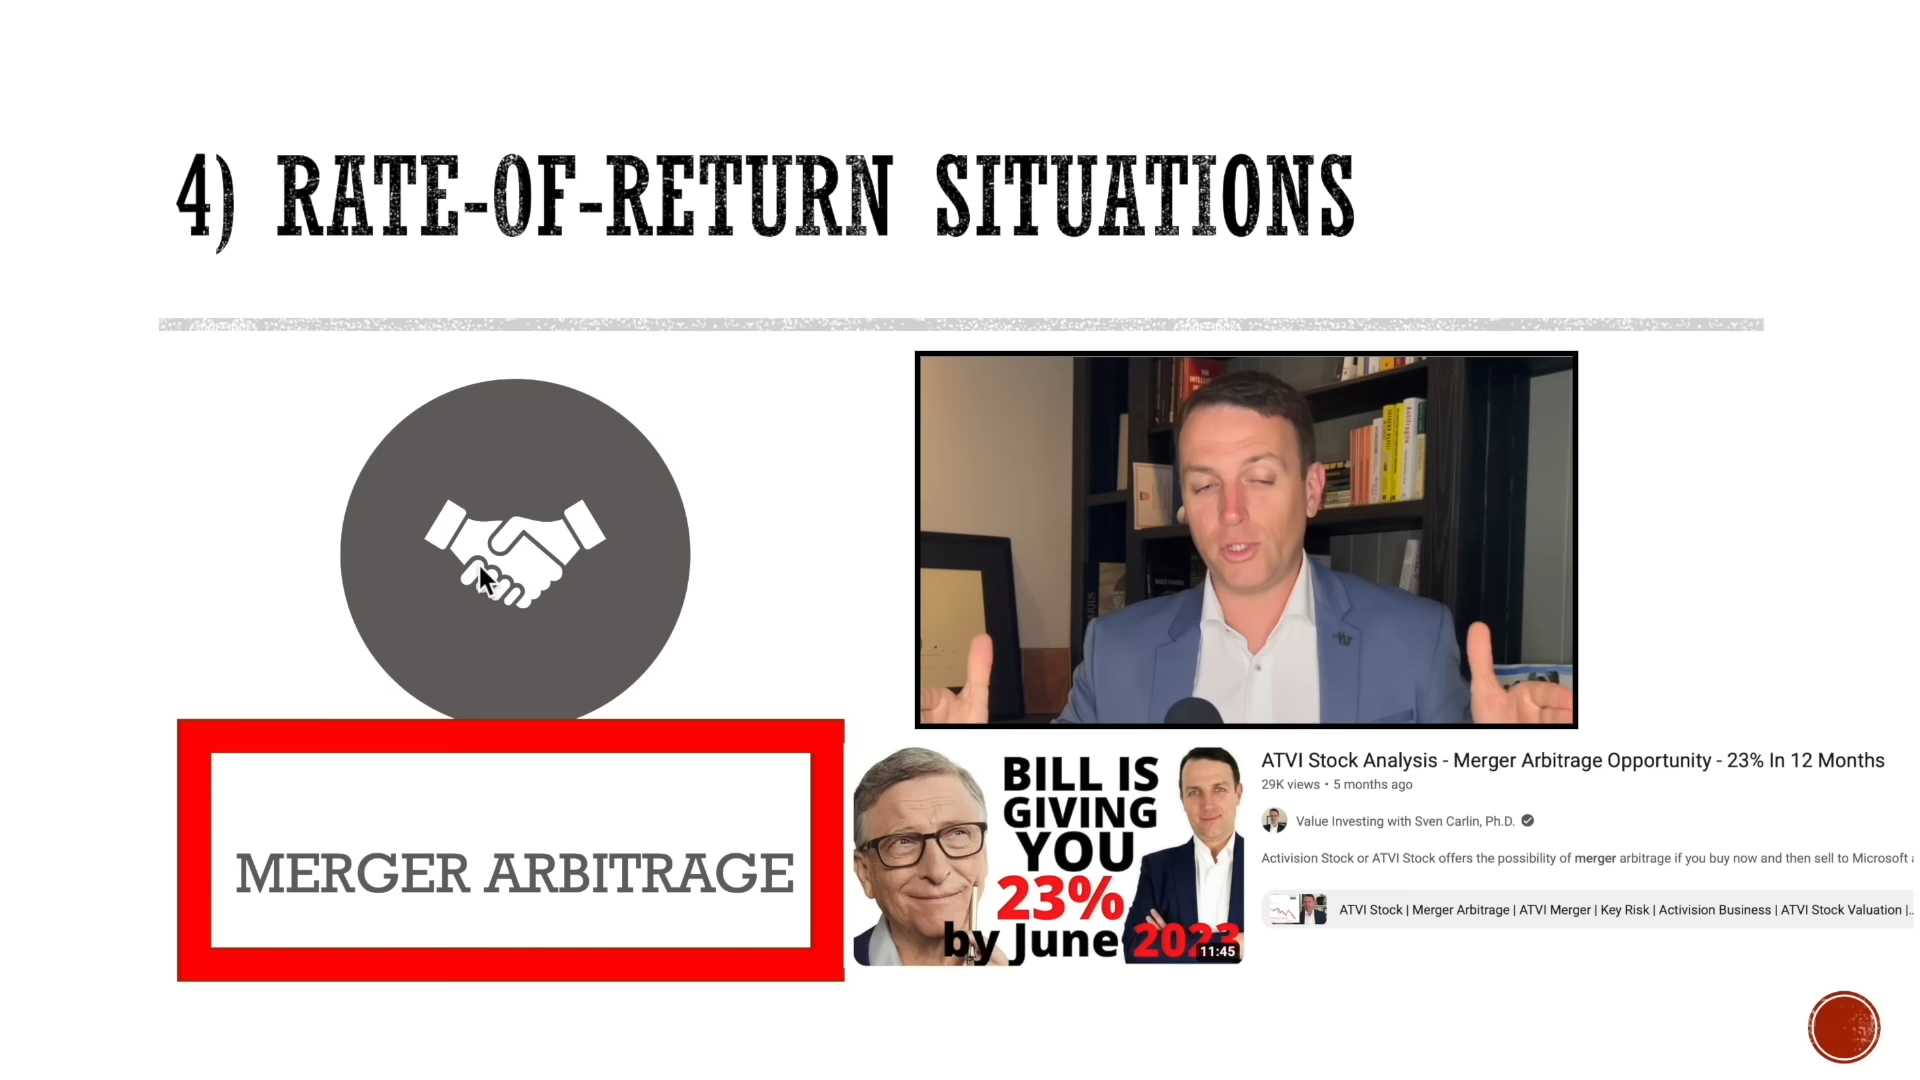 4) RATE-OF-RETURN SITUATIONS
MERGER ARBITRAGE
BILL IS
GIVING
YOU
23%
by June 2023
11:45
ATVI Stock Analysis - Merger Arbitrage Opportunity - 23% In 12 Months
29K views • 5 months ago
Value Investing with Sven Carlin, Ph.D.
Activision Stock or ATVI Stock offers the possibility of merger arbitrage if you buy now and then sell to Microsoft
ATVI Stock | Merger Arbitrage | ATVI Merger | Key Risk | Activision Business | ATVI Stock Valuation |...